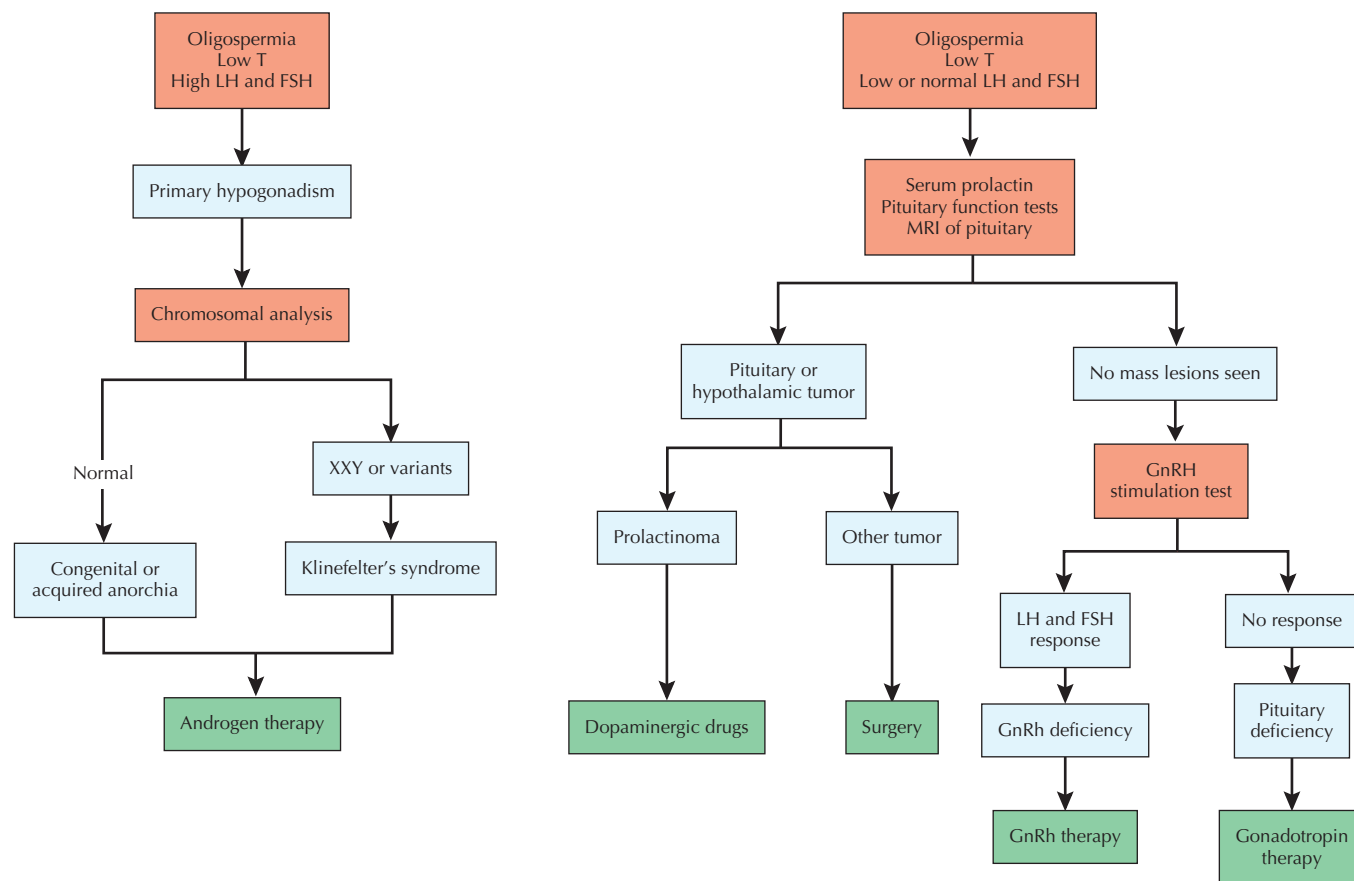 Oligospermia
Low T
High LH and FSH
Primary hypogonadism
Chromosomal analysis
Normal
XXY or variants
Congenital or
acquired anorchia
Klinefelter’s syndrome
Androgen therapy
Oligospermia
Low T
Low or normal LH and FSH
Serum prolactin
Pituitary function tests
MRI of pituitary
Pituitary or
hypothalamic tumor
No mass lesions seen
Prolactinoma
Other tumor
Dopaminergic drugs
Surgery
GnRH
stimulation test
LH and FSH
response
No response
GnRh deficiency
Pituitary
deficiency
GnRh therapy
Gonadotropin
therapy